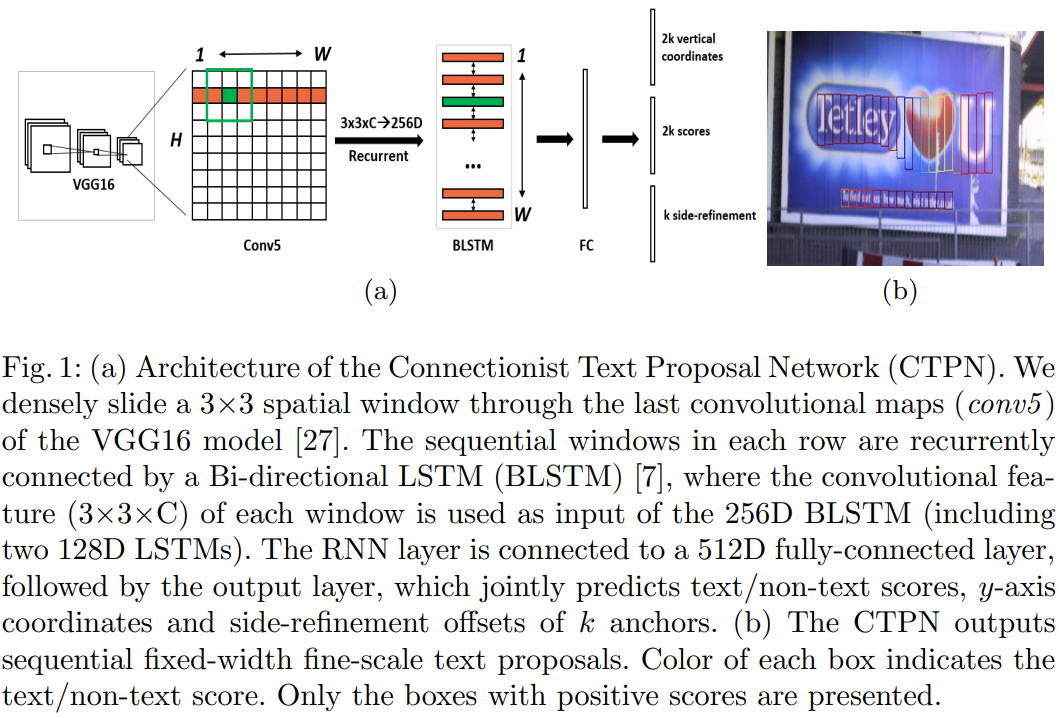 1 W
H
VGG16
Conv5
3x3xC→256D
Recurrent
1
...
W
BLSTM
FC
2k vertical
coordinates
2k scores
k side-refinement
Tetley U
(a)
(b)
Fig. 1: (a) Architecture of the Connectionist Text Proposal Network (CTPN). We
densely slide a 3×3 spatial window through the last convolutional maps (conv5)
of the VGG16 model [27]. The sequential windows in each row are recurrently
connected by a Bi-directional LSTM (BLSTM) [7], where the convolutional fea-
ture (3×3×C) of each window is used as input of the 256D BLSTM (including
two 128D LSTMs). The RNN layer is connected to a 512D fully-connected layer,
followed by the output layer, which jointly predicts text/non-text scores, y-axis
coordinates and side-refinement offsets of k anchors. (b) The CTPN outputs
sequential fixed-width fine-scale text proposals. Color of each box indicates the
text/non-text score. Only the boxes with positive scores are presented.